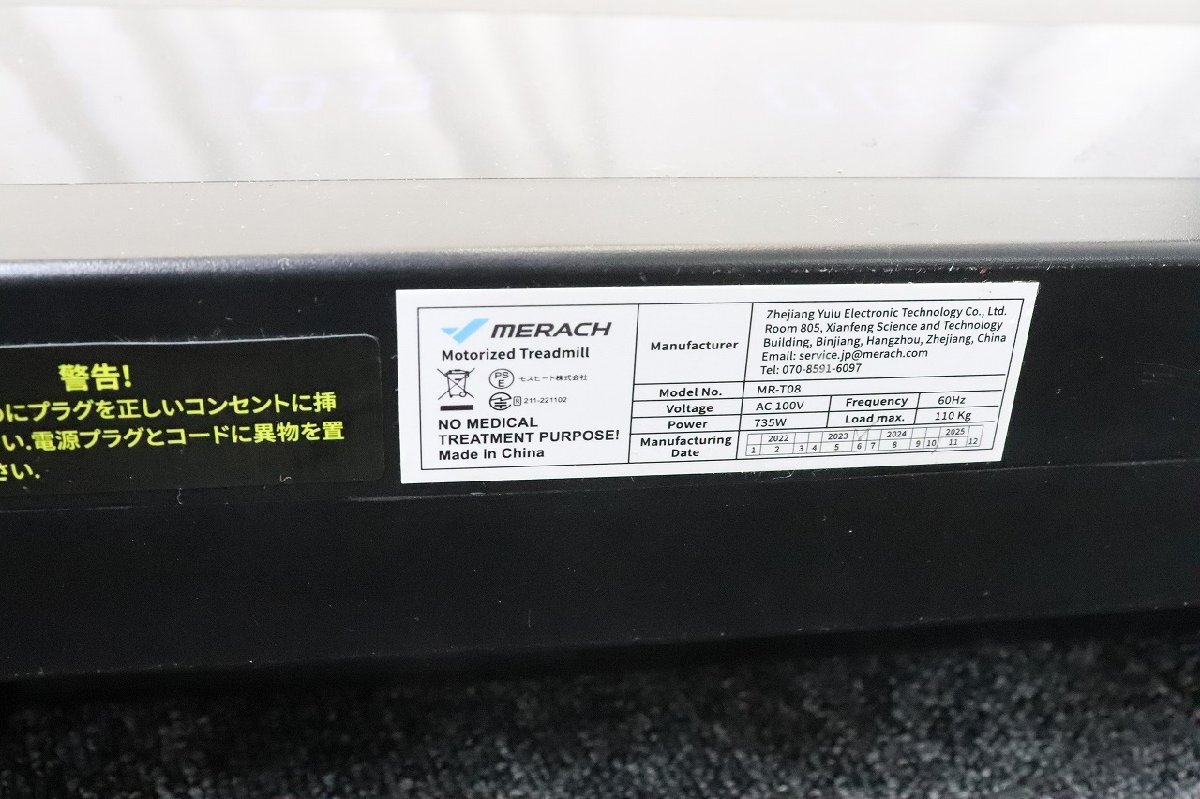 警告!
めにプラグを正しいコンセントに挿
い,電源プラグとコードに異物を置
さい.
MERACH
Motorized Treadmill
PS
E
モスヒート株式会社
R 211-221102
NO MEDICAL
TREATMENT PURPOSE!
Made In China
Manufacturer
Zhejiang Yulu Electronic Technology Co., Ltd.
Room 805, Xianfeng Science and Technology
Building, Binjiang, Hangzhou, Zhejiang, China
Email: service.jp@merach.com
Tel: 070-8591-6097
Model No. MR-T08
Voltage AC 100V Frequency 60Hz
Power 735W Load max. 110 Kg
Manufacturing
Date
2022 2023 2024 2025
1 2 3 4 5 6 7 8 9 10 11 12